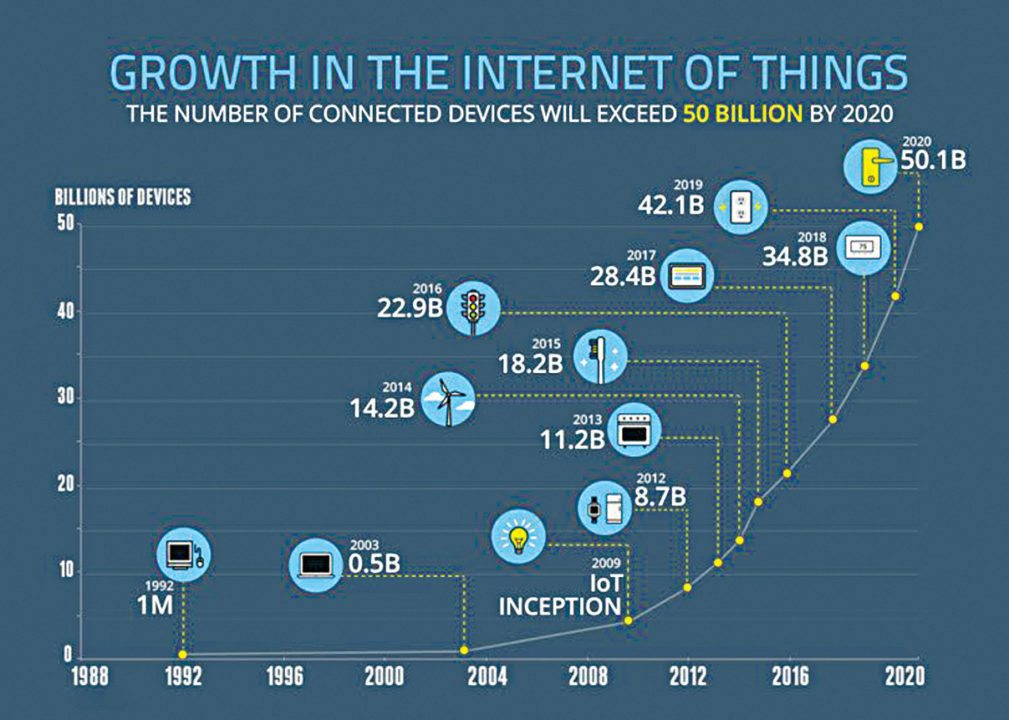 GROWTH IN THE INTERNET OF THINGS
THE NUMBER OF CONNECTED DEVICES WILL EXCEED 50 BILLION BY 2020
BILLIONS OF DEVICES
50
40
30
20
10
0
1992
1M
2003
0.5B
2009
IoT
INCEPTION
2012
8.7B
2013
11.2B
2014
14.2B
2015
18.2B
2016
22.9B
2017
28.4B
2018
34.8B
75
2019
42.1B
2020
50.1B
1988 1992 1996 2000 2004 2008 2012 2016 2020